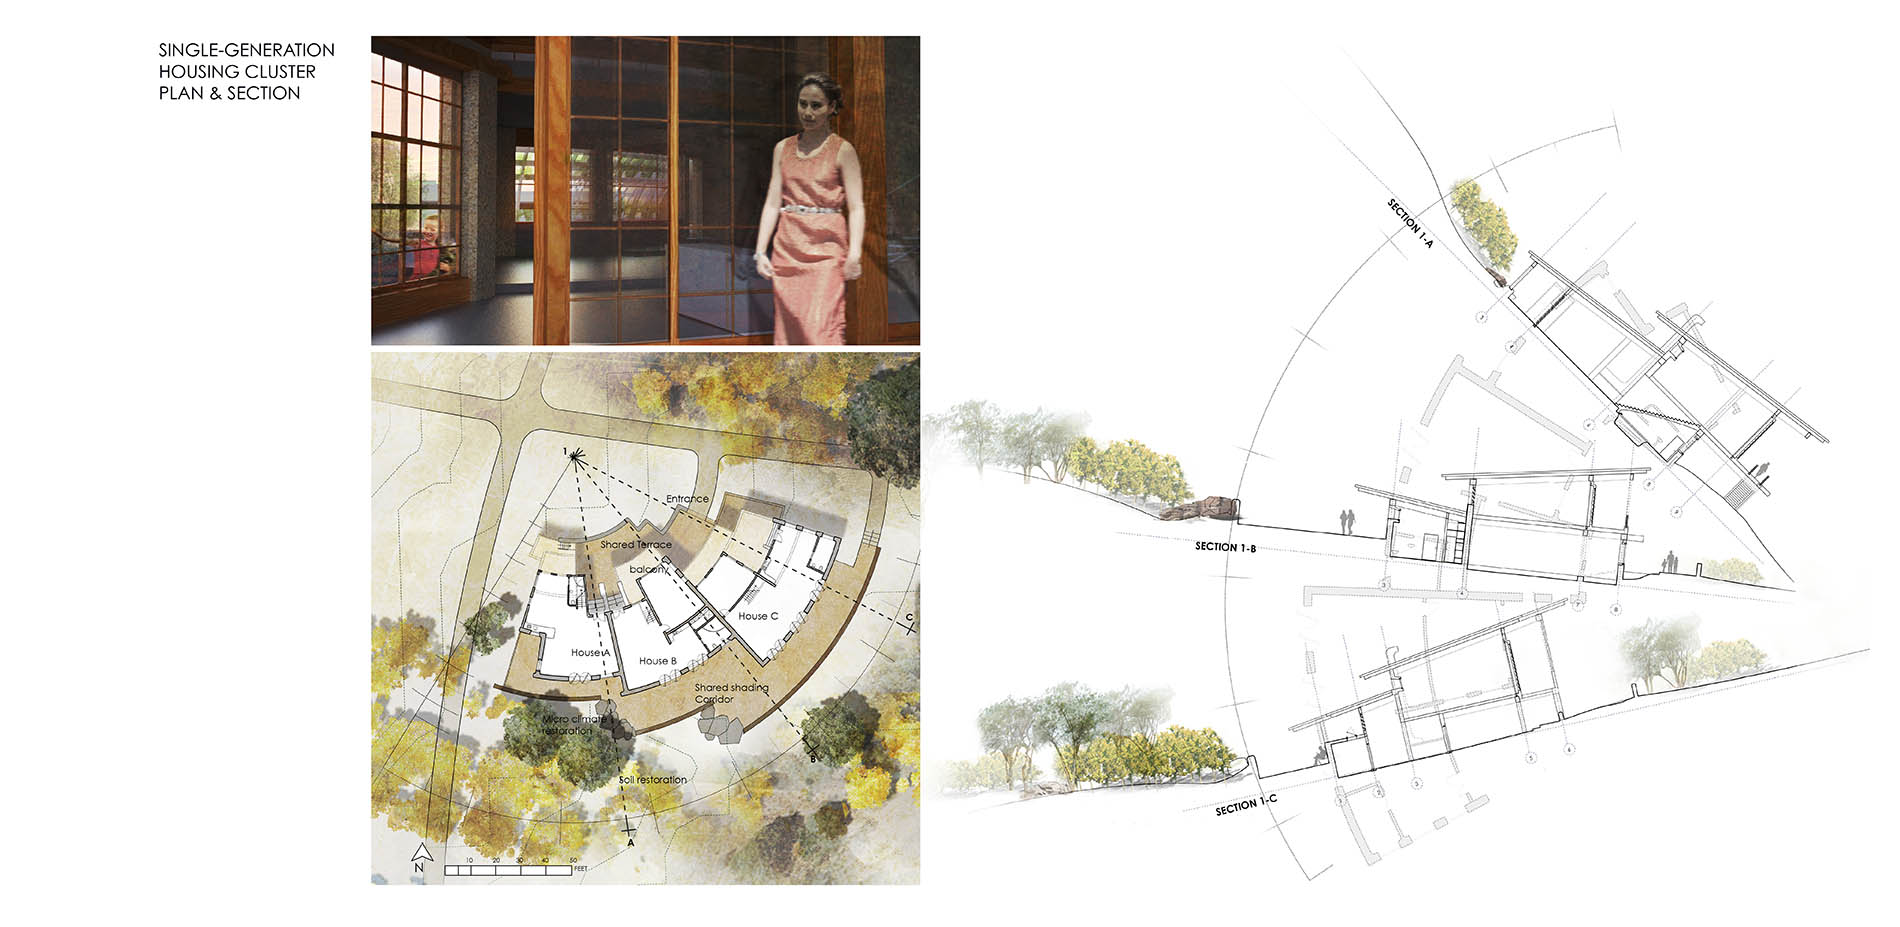 SINGLE-GENERATION
HOUSING CLUSTER
PLAN & SECTION
1
Entrance
Shared Terrace
balcony
House C
House A
House B
Shared shading
Corridor
Micro climate
restoration
Soil restoration
C
B
A
N
10 20 30 40 50
FEET
SECTION 1-A
SECTION 1-B
SECTION 1-C